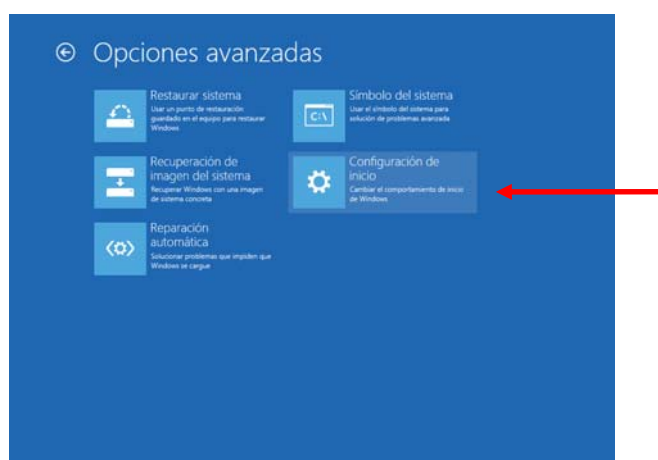 Opciones avanzadas
Restaurar sistema
Usar un punto de restauración
guardado en el equipo para restaurar
Windows
Símbolo del sistema
Usar el símbolo del sistema para
solución de problemas avanzada
C:\
Recuperación de
imagen del sistema
Recuperar Windows con una imagen
de sistema concreta
Configuración de
inicio
Cambiar el comportamiento de inicio
de Windows
Reparación
automática
Solucionar problemas que impiden que
Windows se cargue